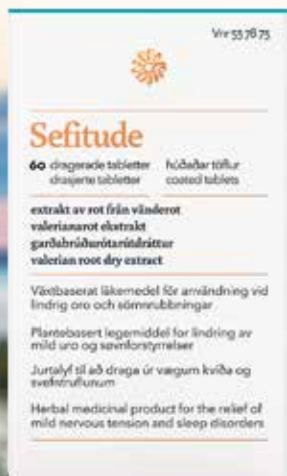 Vnr 53 78 75
Sefitude
60 dragerade tabletter húðaðar töflur
drasjerte tabletter coated tablets
extrakt av rot från vänderot
valerianarot ekstrakt
garðabrúðurótarútdráttur
valerian root dry extract
Växtbaserat läkemedel för användning vid
lindrig oro och sömnrubbningar
Plantebasert legemiddel for lindring av
mild uro og søvnforstyrrelser
Jurtalyf til að draga úr vægum kvíða og
svefntruflunum
Herbal medicinal product for the relief of
mild nervous tension and sleep disorders